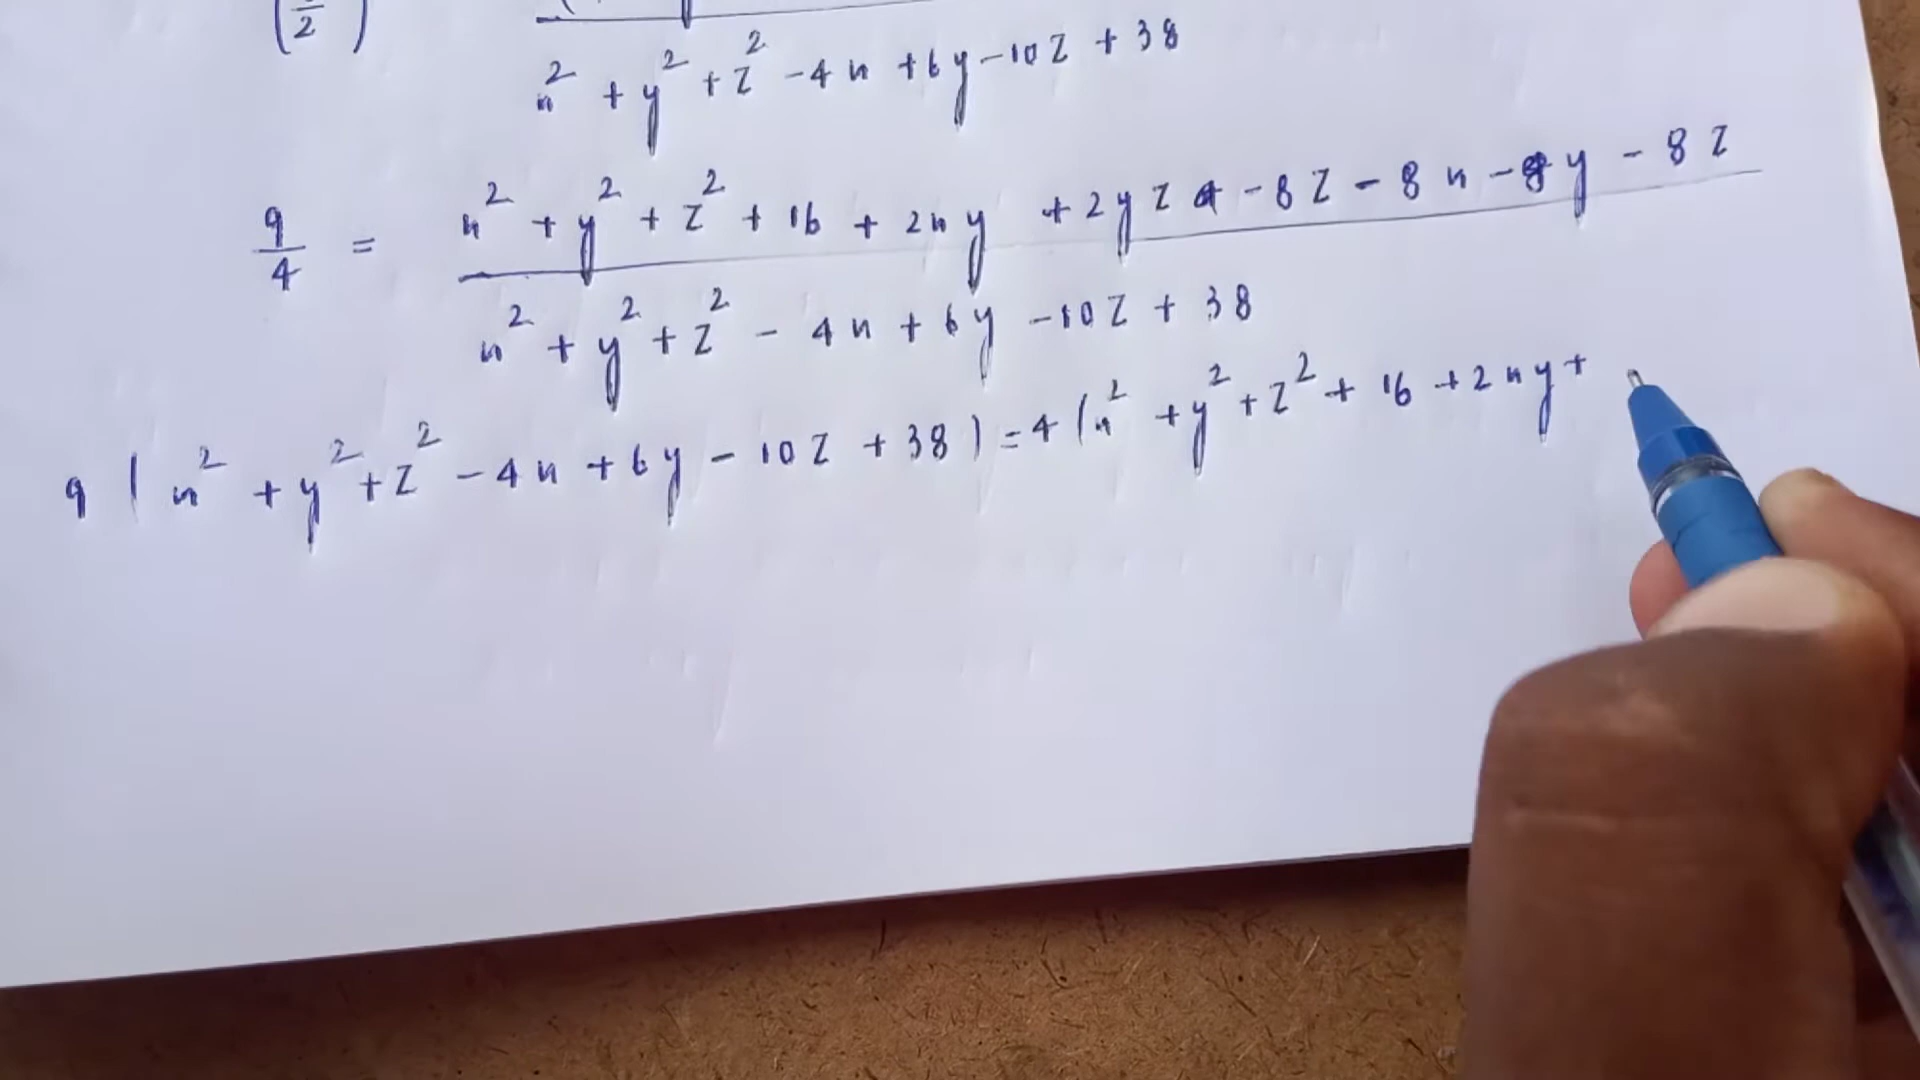 (3/2)²
x² + y² + z² - 4x + 6y - 10z + 38
9/4 = x² + y² + z² + 16 + 2xy + 2yz - 8z - 8x - 8y - 8z
x² + y² + z² - 4x + 6y - 10z + 38
9 ( x² + y² + z² - 4x + 6y - 10z + 38 ) = 4 ( x² + y² + z² + 16 + 2xy +